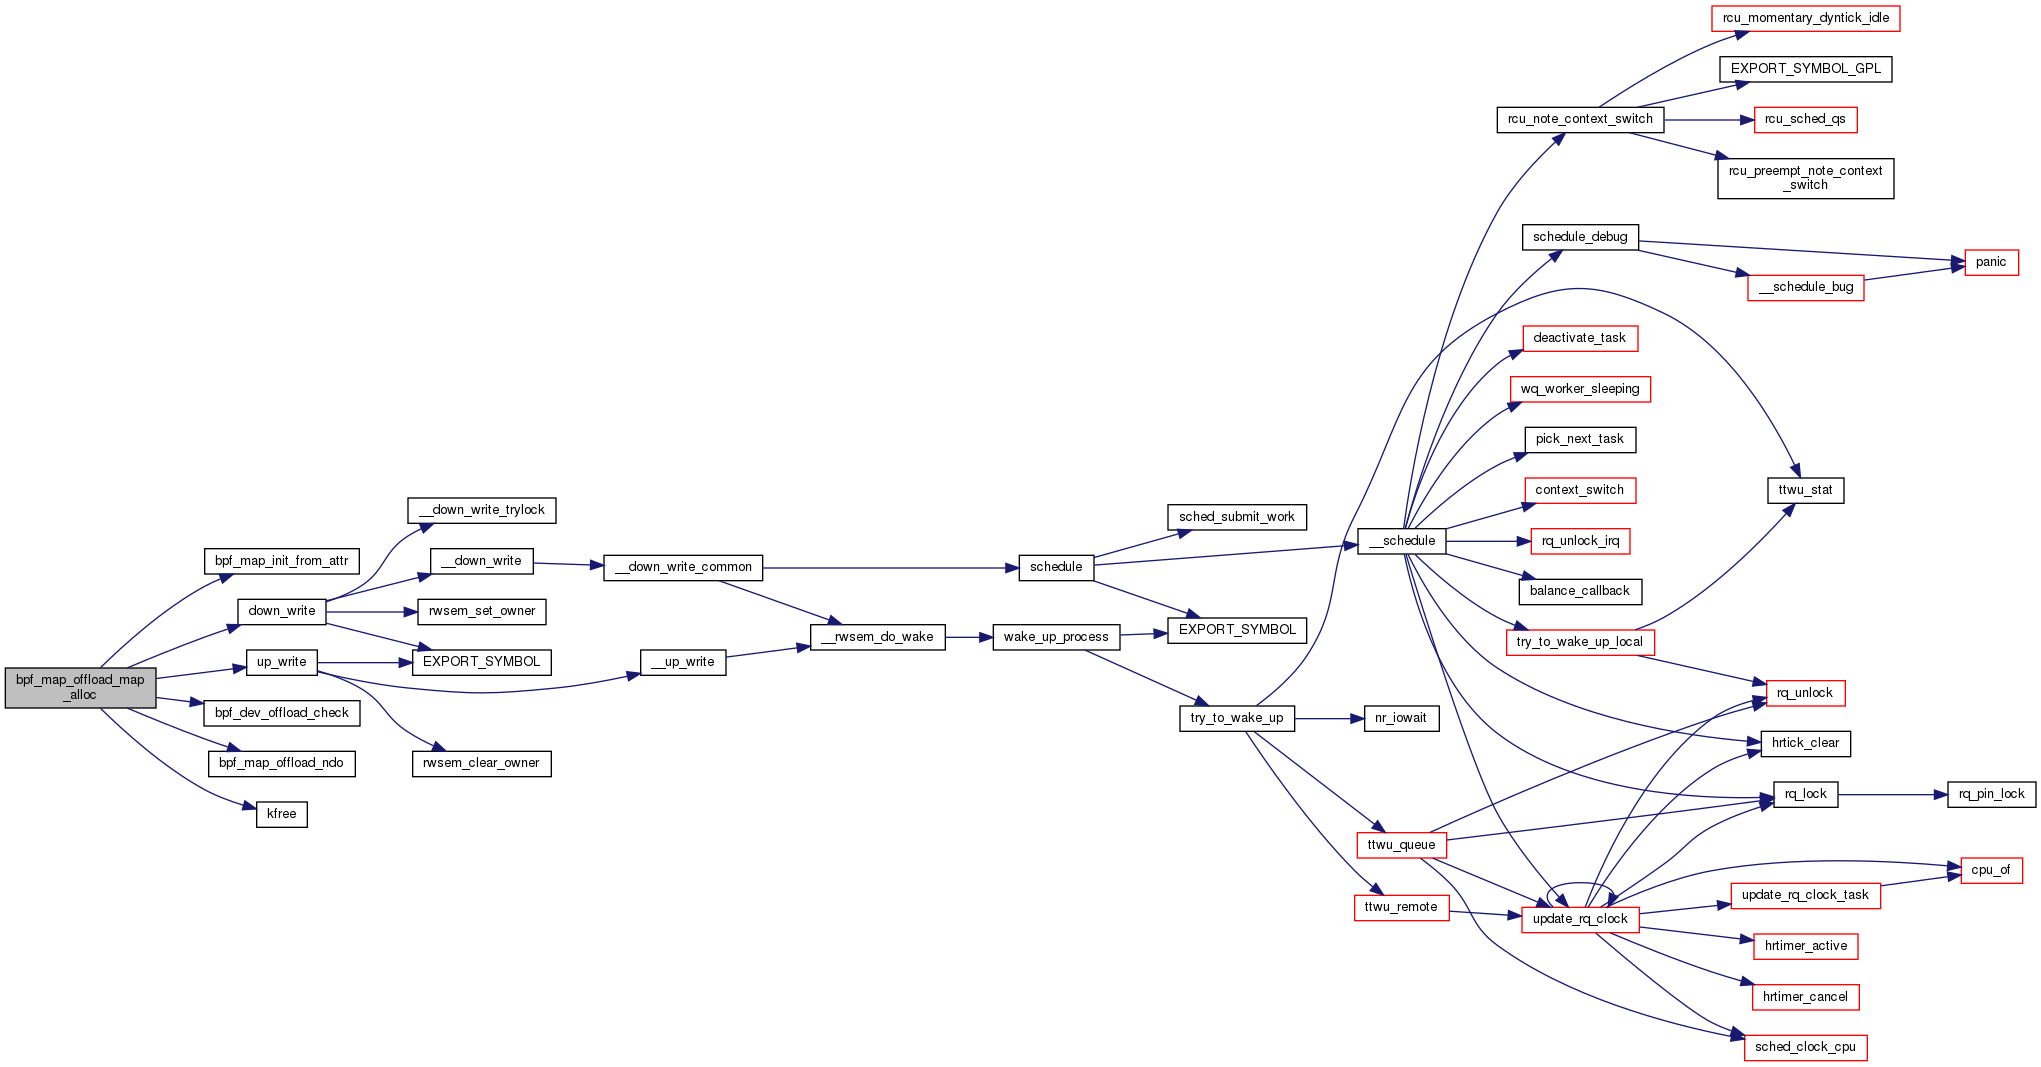 rcu_momentary_dyntick_idle
EXPORT_SYMBOL_GPL
rcu_note_context_switch
rcu_sched_qs
rcu_preempt_note_context
_switch
schedule_debug
panic
__schedule_bug
deactivate_task
wq_worker_sleeping
pick_next_task
context_switch
ttwu_stat
__down_write_trylock
sched_submit_work
__schedule
rq_unlock_irq
bpf_map_init_from_attr
__down_write
__down_write_common
schedule
balance_callback
down_write
rwsem_set_owner
__rwsem_do_wake
wake_up_process
EXPORT_SYMBOL
try_to_wake_up_local
up_write
EXPORT_SYMBOL
__up_write
bpf_map_offload_map
_alloc
rq_unlock
bpf_dev_offload_check
try_to_wake_up
nr_iowait
hrtick_clear
bpf_map_offload_ndo
rwsem_clear_owner
rq_lock
rq_pin_lock
kfree
ttwu_queue
cpu_of
update_rq_clock_task
ttwu_remote
update_rq_clock
hrtimer_active
hrtimer_cancel
sched_clock_cpu